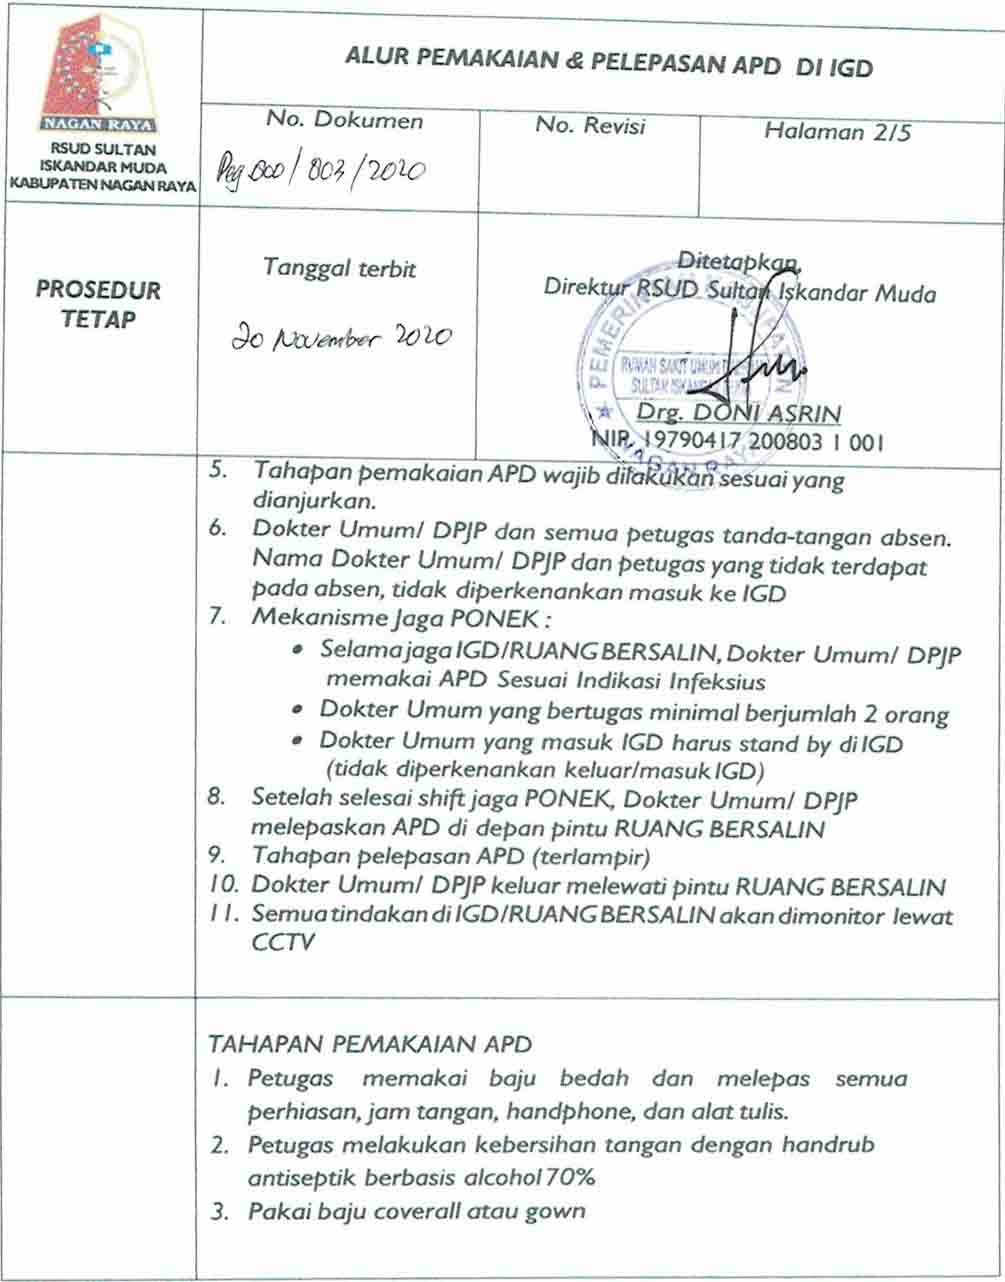 ALUR PEMAKAIAN & PELEPASAN APD DI IGD
NAGAN RAYA
RSUD SULTAN
ISKANDAR MUDA
KABUPATEN NAGAN RAYA
No. Dokumen
/ 803 / 2020
No. Revisi
Halaman 2/5
PROSEDUR
TETAP
Tanggal terbit
20 November 2020
Ditetapkan,
Direktur RSUD Sultan Iskandar Muda
RUMAH SAKIT UMUM
SULTAN ISKANDAR
NAGAN RAYA
Drg. DONI ASRIN
NIP. 19790417 200803 1 001
5. Tahapan pemakaian APD wajib dilakukan sesuai yang
dianjurkan.
6. Dokter Umum/ DPJP dan semua petugas tanda-tangan absen.
Nama Dokter Umum/ DPJP dan petugas yang tidak terdapat
pada absen, tidak diperkenankan masuk ke IGD
7. Mekanisme Jaga PONEK :
• Selama jaga IGD/RUANG BERSALIN, Dokter Umum/ DPJP
memakai APD Sesuai Indikasi Infeksius
• Dokter Umum yang bertugas minimal berjumlah 2 orang
• Dokter Umum yang masuk IGD harus stand by di IGD
(tidak diperkenankan keluar/masuk IGD)
8. Setelah selesai shift jaga PONEK, Dokter Umum/ DPJP
melepaskan APD di depan pintu RUANG BERSALIN
9. Tahapan pelepasan APD (terlampir)
10. Dokter Umum/ DPJP keluar melewati pintu RUANG BERSALIN
11. Semua tindakan di IGD/RUANG BERSALIN akan dimonitor lewat
CCTV
TAHAPAN PEMAKAIAN APD
1. Petugas memakai baju bedah dan melepas semua
perhiasan, jam tangan, handphone, dan alat tulis.
2. Petugas melakukan kebersihan tangan dengan handrub
antiseptik berbasis alcohol 70%
3. Pakai baju coverall atau gown